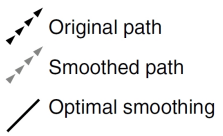 Original path
Smoothed path
Optimal smoothing